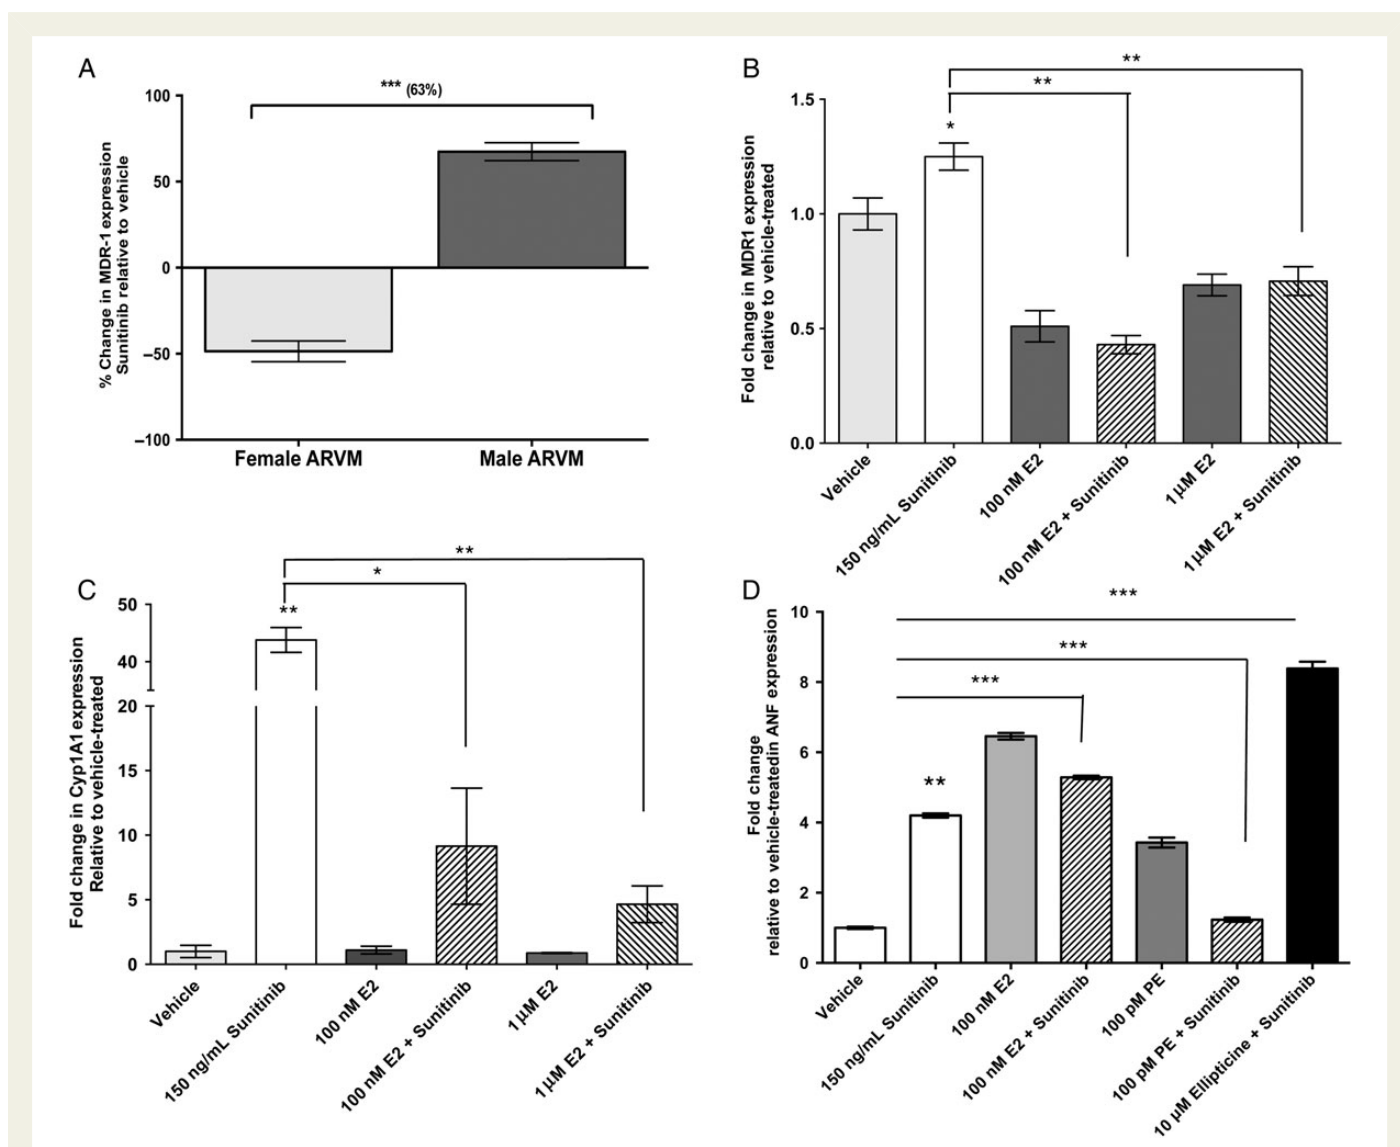 A
*** (63%)
100
50
0
–50
–100
% Change in MDR-1 expression
Sunitinib relative to vehicle
Female ARVM
Male ARVM
B
**
**
*
1.5
1.0
0.5
0.0
Fold change in MDR1 expression
relative to vehicle-treated
Vehicle
150 ng/mL Sunitinib
100 nM E2
100 nM E2 + Sunitinib
1 µM E2
1 µM E2 + Sunitinib
C
**
*
**
50
40
20
15
10
5
0
Fold change in Cyp1A1 expression
Relative to vehicle-treated
Vehicle
150 ng/mL Sunitinib
100 nM E2
100 nM E2 + Sunitinib
1 µM E2
1 µM E2 + Sunitinib
D
***
***
***
**
10
8
6
4
2
0
Fold change
relative to vehicle-treatedin ANF expression
Vehicle
150 ng/mL Sunitinib
100 nM E2
100 nM E2 + Sunitinib
100 pM PE
100 pM PE + Sunitinib
10 µM Ellipticine + Sunitinib